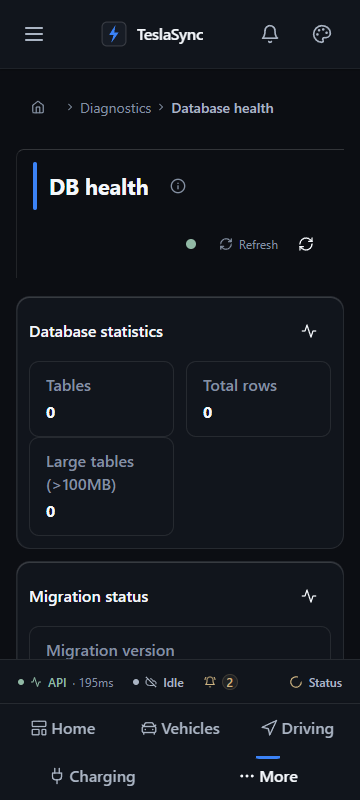 TeslaSync
Diagnostics > Database health
DB health
Refresh
Database statistics
Tables
0
Total rows
0
Large tables
(>100MB)
0
Migration status
Migration version
API · 195ms
Idle
2
Status
Home
Vehicles
Driving
Charging
More